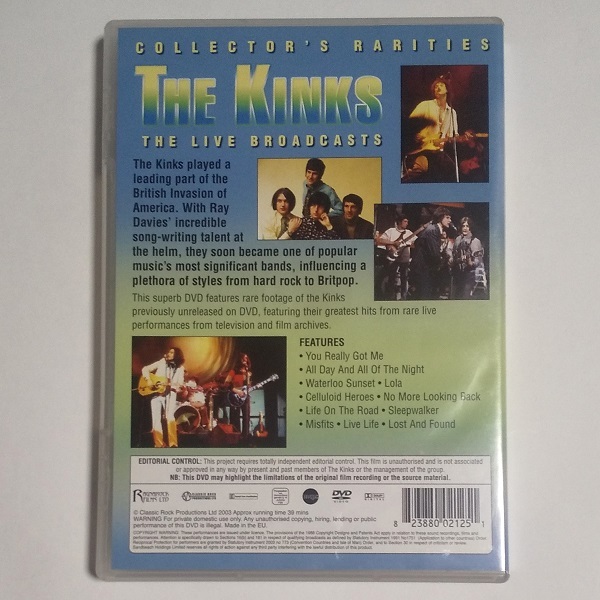 COLLECTOR'S RARITIES
THE KINKS
THE LIVE BROADCASTS
The Kinks played a
leading part of the
British Invasion of
America. With Ray
Davies' incredible
song-writing talent at
the helm, they soon became one of popular
music's most significant bands, influencing a
plethora of styles from hard rock to Britpop.
This superb DVD features rare footage of the Kinks
previously unreleased on DVD, featuring their greatest hits from rare live
performances from television and film archives.
FEATURES
• You Really Got Me
• All Day And All Of The Night
• Waterloo Sunset • Lola
• Celluloid Heroes • No More Looking Back
• Life On The Road • Sleepwalker
• Misfits • Live Life • Lost And Found
EDITORIAL CONTROL: This project requires totally independent editorial control. This film is unauthorised and is not associated
or approved in any way by present and past members of The Kinks or the management of the group.
NB: This DVD may highlight the limitations of the original film recording or the source material.
CLASSIC ROCK
PRODUCTIONS
DVD
© Classic Rock Productions 2003 Approx running time 39 mins
WARNING For private domestic use only. Any unauthorised copying, hiring, lending or public
performance of this DVD is illegal. Made in the EU.
8 23880 02125 1